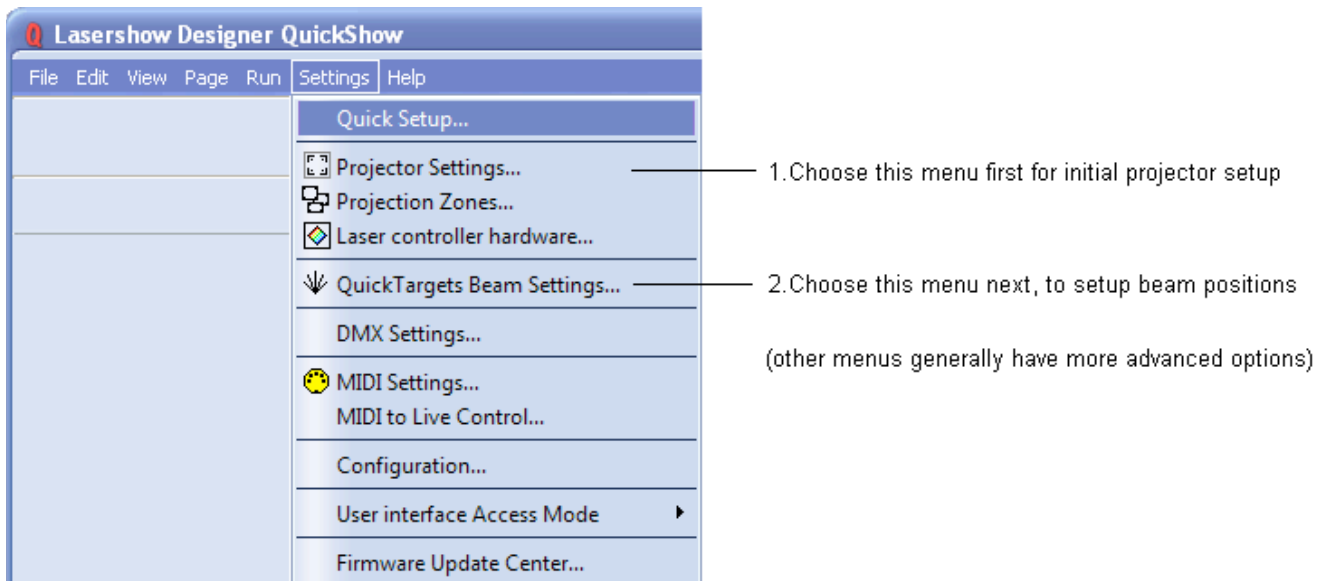 Lasershow Designer QuickShow
File Edit View Page Run Settings Help
Quick Setup...
Projector Settings...
1.Choose this menu first for initial projector setup
Projection Zones...
Laser controller hardware...
QuickTargets Beam Settings...
2.Choose this menu next, to setup beam positions
DMX Settings...
(other menus generally have more advanced options)
MIDI Settings...
MIDI to Live Control...
Configuration...
User interface Access Mode
Firmware Update Center...